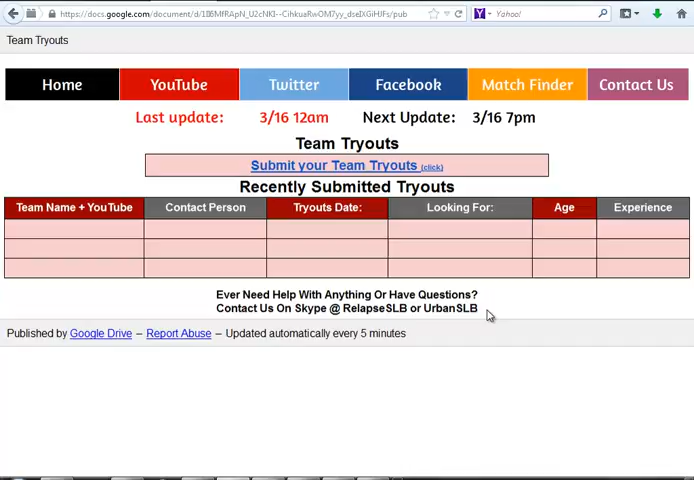 Yahoo!
Team Tryouts
Home YouTube Twitter Facebook Match Finder Contact Us
Last update: 3/16 12am Next Update: 3/16 7pm
Team Tryouts
Submit your Team Tryouts (click)
Recently Submitted Tryouts
Team Name + YouTube Contact Person Tryouts Date: Looking For: Age Experience
Ever Need Help With Anything Or Have Questions?
Contact Us On Skype @ RelapseSLB or UrbanSLB
Published by Google Drive – Report Abuse – Updated automatically every 5 minutes